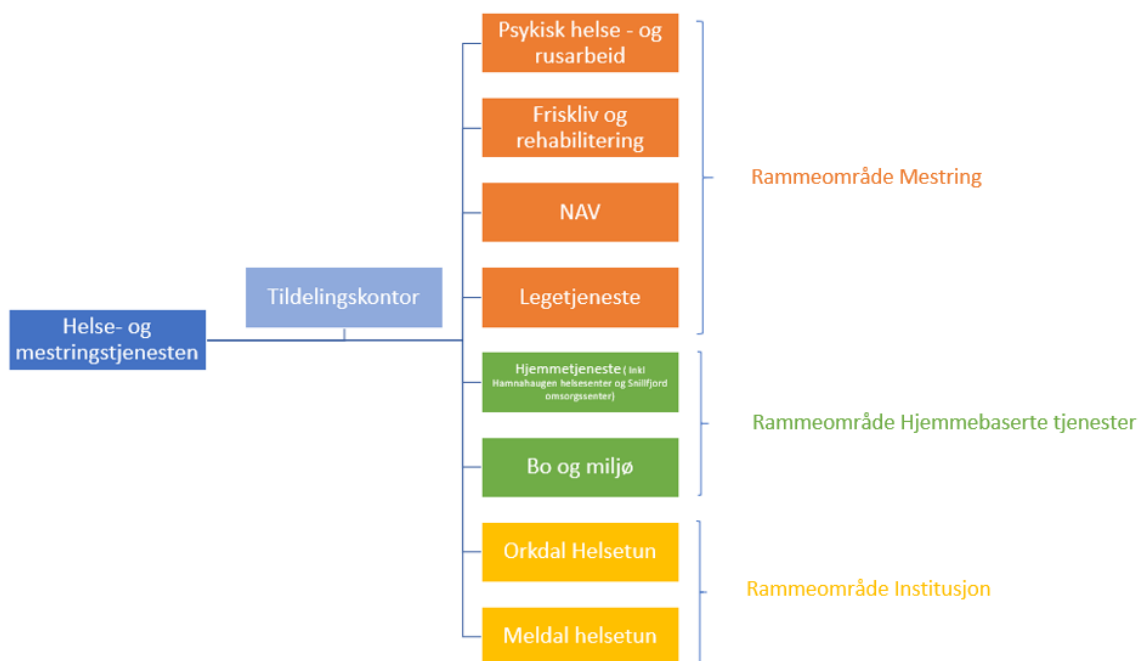 Psykisk helse - og
rusarbeid
Friskliv og
rehabilitering
Rammeområde Mestring
NAV
Tildelingskontor
Legetjeneste
Helse- og
mestringstjenesten
Hjemmetjeneste ( Inkl
Hamnahaugen helsesenter og Snillfjord
omsorgssenter)
Rammeområde Hjemmebaserte tjenester
Bo og miljø
Orkdal Helsetun
Rammeområde Institusjon
Meldal helsetun